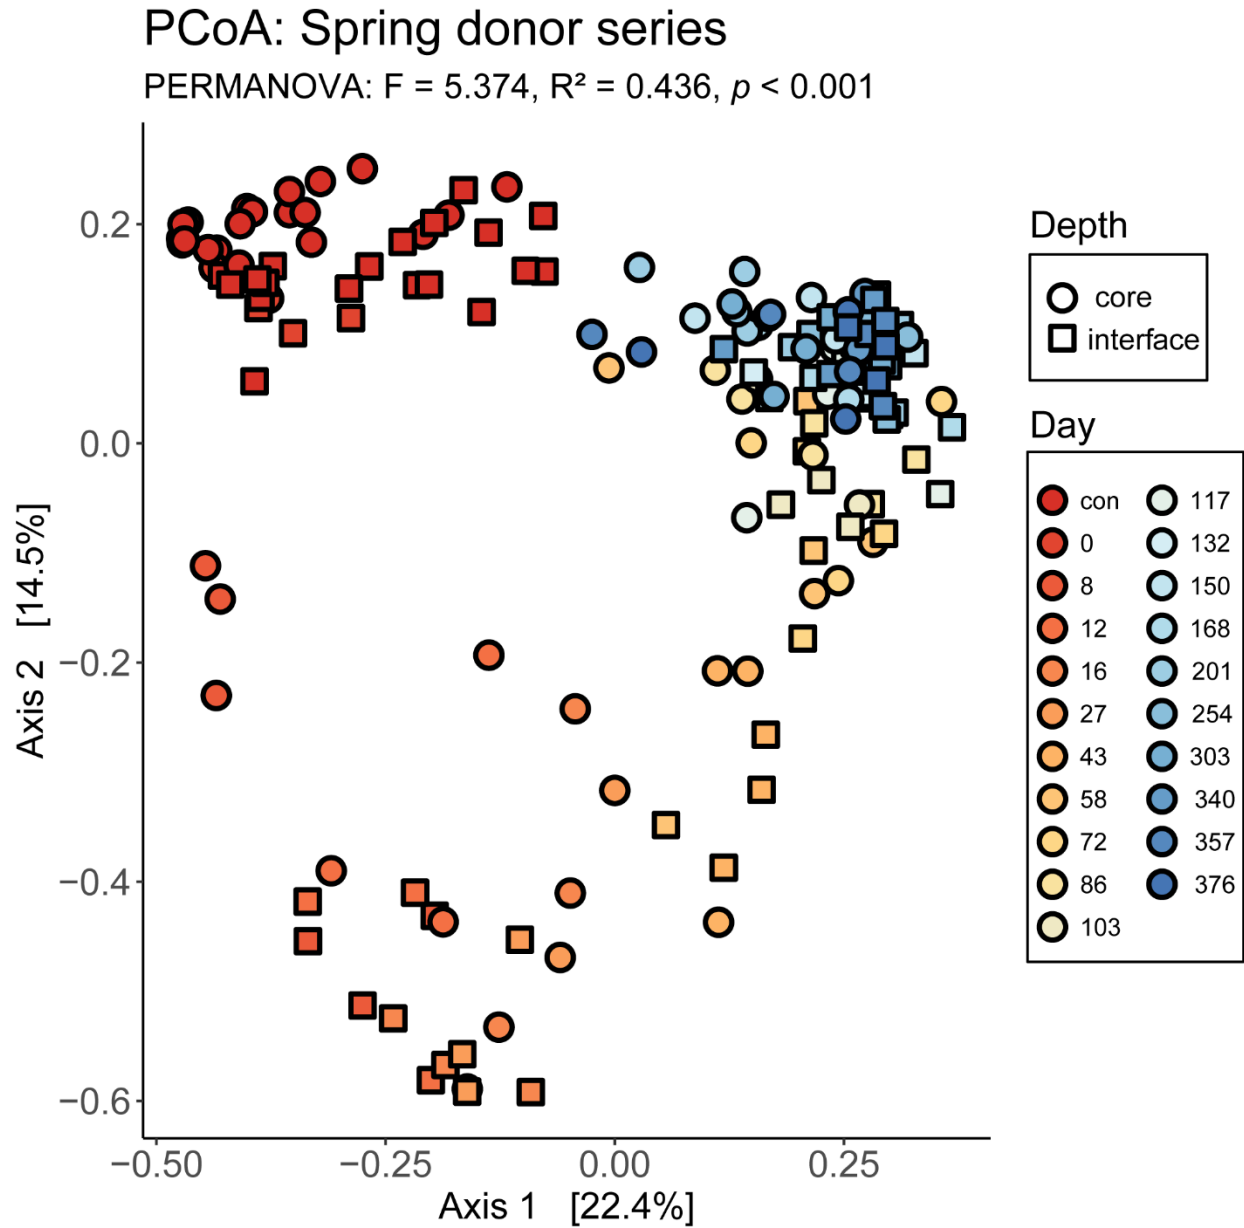 PCoA: Spring donor series
PERMANOVA: F = 5.374, R² = 0.436, p < 0.001
Axis 2 [14.5%]
0.2
0.0
−0.2
−0.4
−0.6
−0.50 −0.25 0.00 0.25
Axis 1 [22.4%]
Depth
core
interface
Day
con 117
0 132
8 150
12 168
16 201
27 254
43 303
58 340
72 357
86 376
103